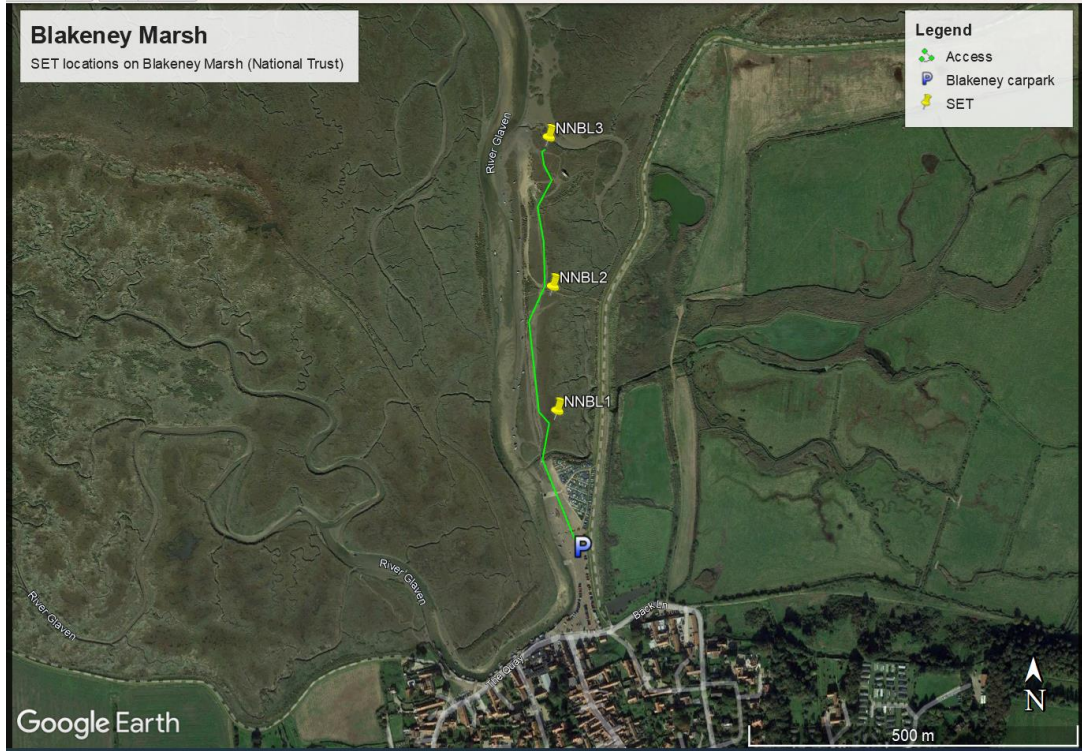 Blakeney Marsh
SET locations on Blakeney Marsh (National Trust)
Legend
Access
P Blakeney carpark
SET
River Glaven
NNBL3
NNBL2
NNBL1
P
River Glaven
River Glaven
Back Ln
The Quay
N
Google Earth
500 m